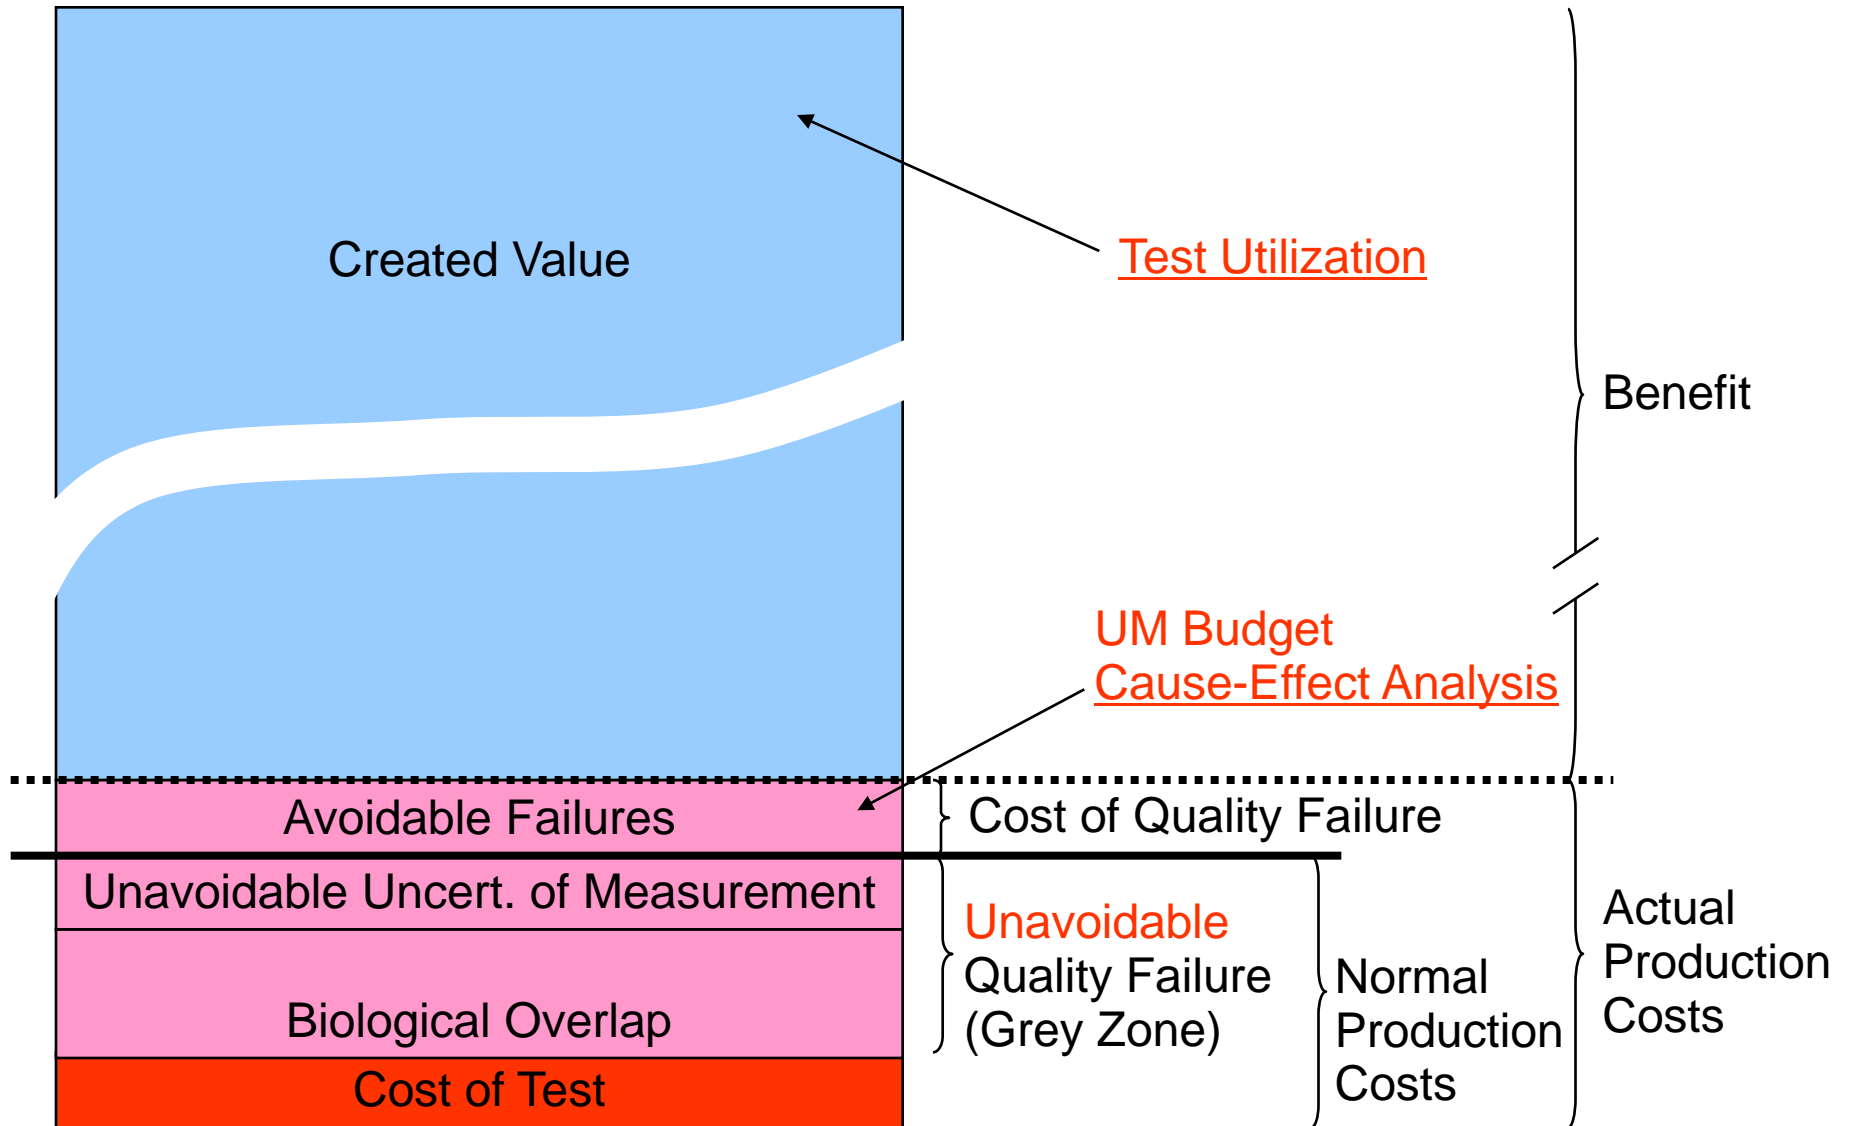 Created Value
Test Utilization
Benefit
UM Budget
Cause-Effect Analysis
Avoidable Failures
Cost of Quality Failure
Unavoidable Uncert. of Measurement
Unavoidable
Quality Failure
(Grey Zone)
Biological Overlap
Normal
Production
Costs
Actual
Production
Costs
Cost of Test